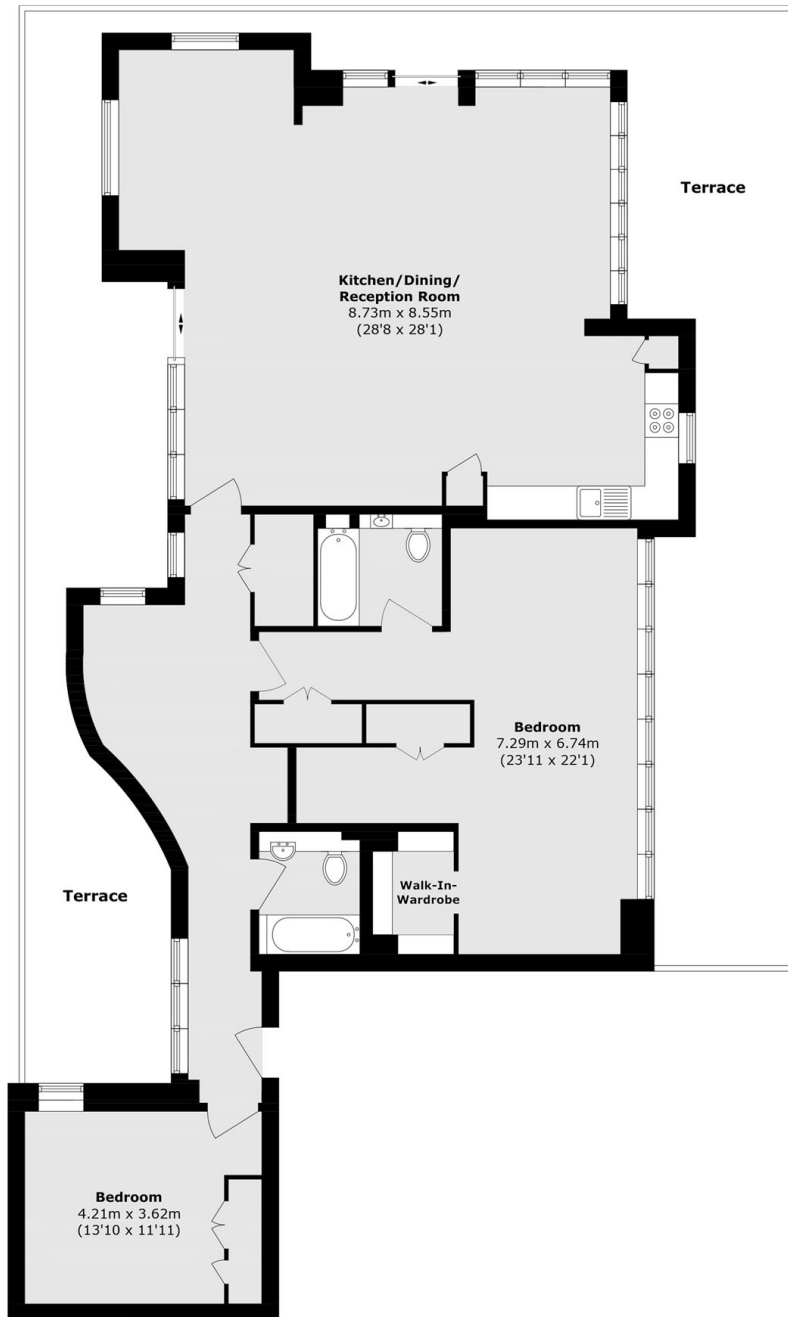 Terrace
Kitchen/Dining/
Reception Room
8.73m x 8.55m
(28'8 x 28'1)
Bedroom
7.29m x 6.74m
(23'11 x 22'1)
Walk-In-
Wardrobe
Terrace
Bedroom
4.21m x 3.62m
(13'10 x 11'11)